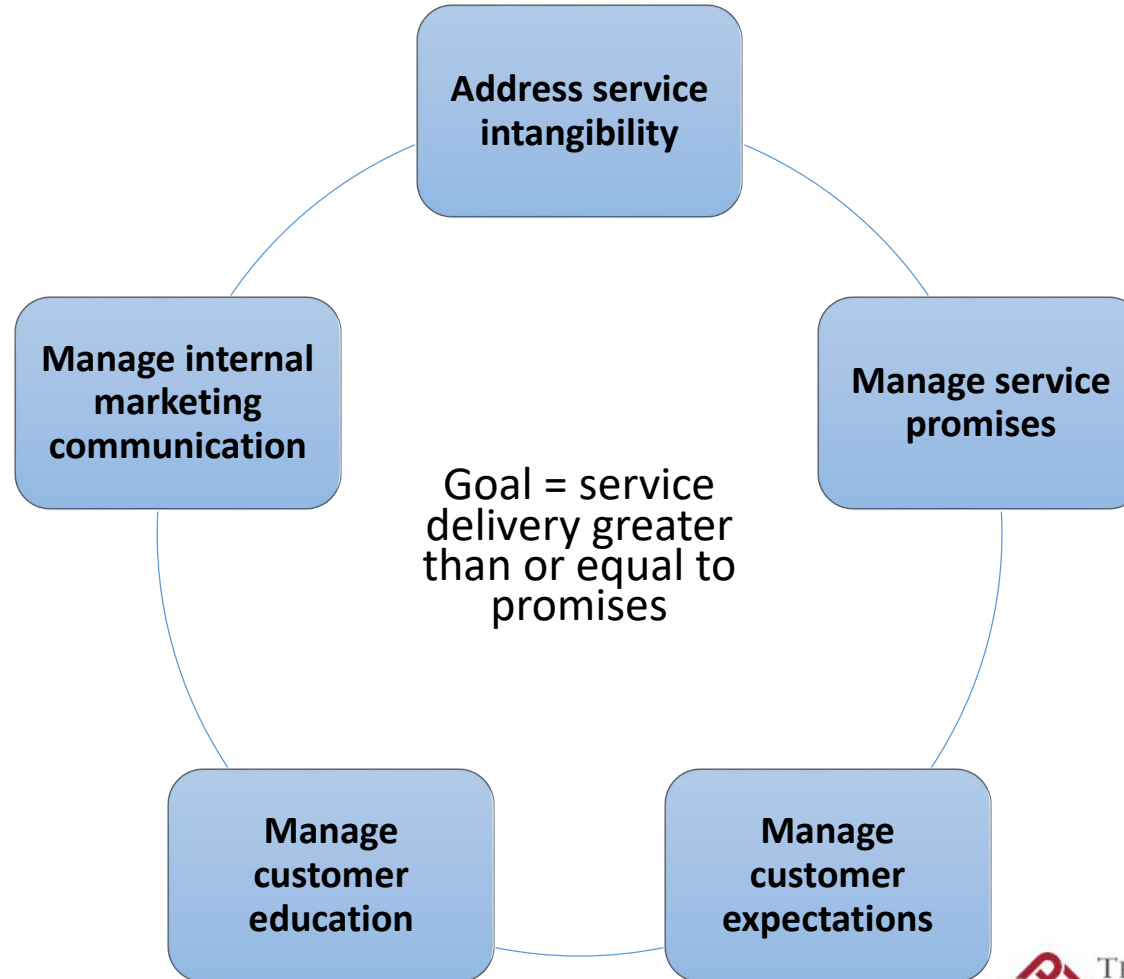 Address service
intangibility
Manage service
promises
Manage
customer
expectations
Manage
customer
education
Manage internal
marketing
communication
Goal = service
delivery greater
than or equal to
promises